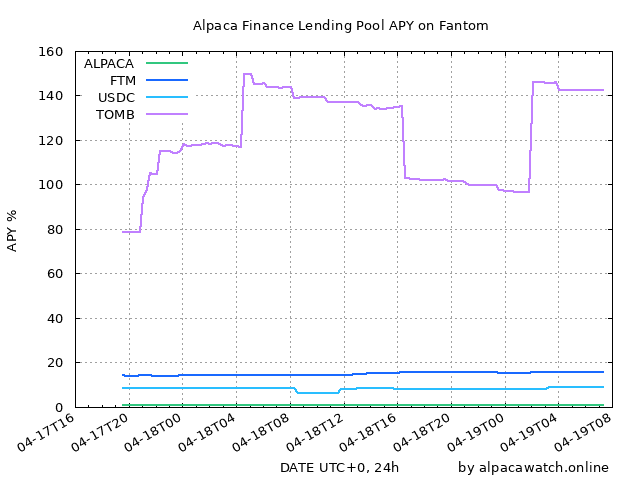 Alpaca Finance Lending Pool APY on Fantom
APY %
160
140
120
100
80
60
40
20
0
ALPACA
FTM
USDC
TOMB
04-17T16
04-17T20
04-18T00
04-18T04
04-18T08
04-18T12
04-18T16
04-18T20
04-19T00
04-19T04
04-19T08
DATE UTC+0, 24h
by alpacawatch.online